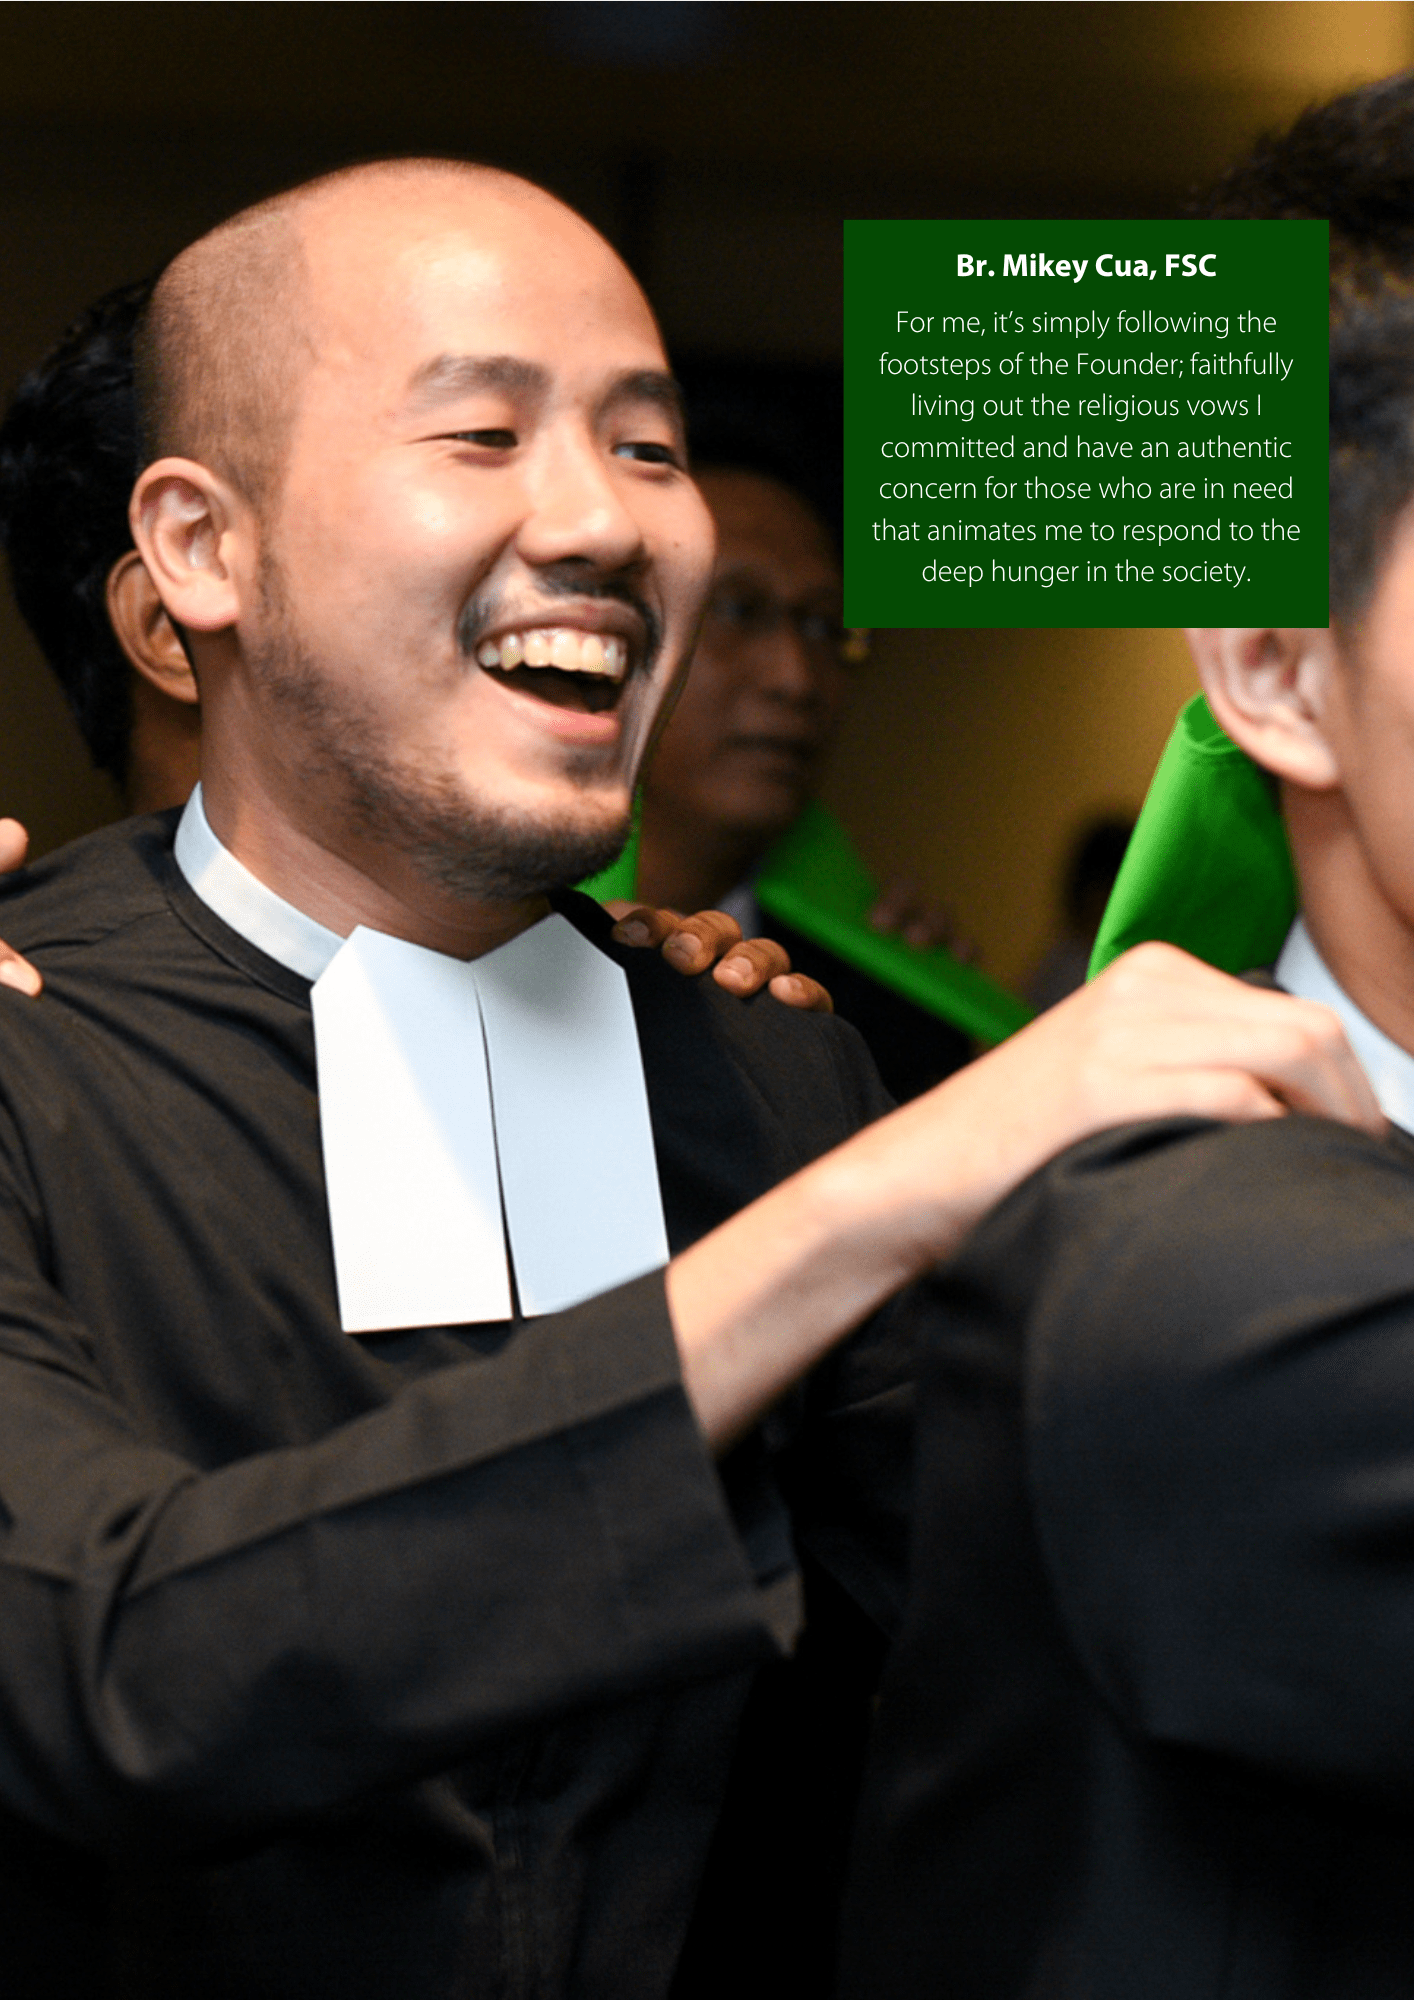 Br. Mikey Cua, FSC
For me, it’s simply following the
footsteps of the Founder; faithfully
living out the religious vows I
committed and have an authentic
concern for those who are in need
that animates me to respond to the
deep hunger in the society.